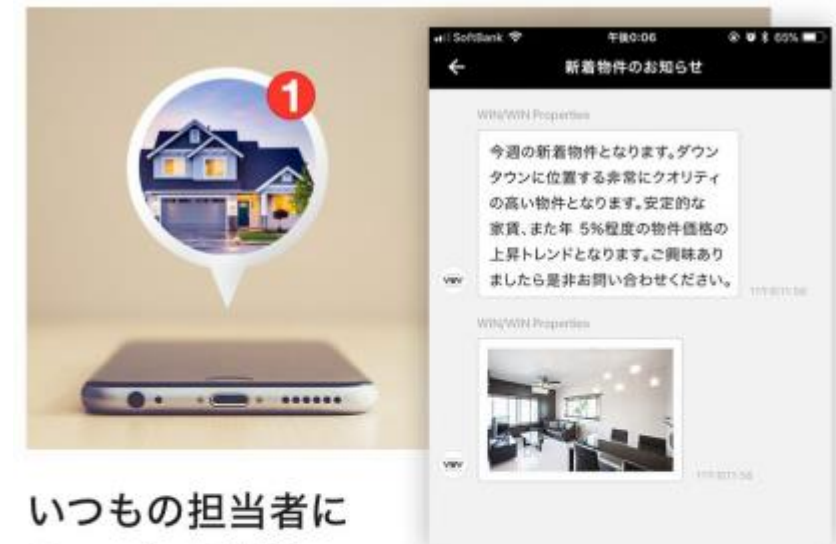 1
SoftBank 午後0:06 65%
新着物件のお知らせ
WIN/WIN Properties
今週の新着物件となります。ダウン
タウンに位置する非常にクオリティ
の高い物件となります。安定的な
家賃、また年 5%程度の物件価格の
上昇トレンドとなります。ご興味あり
ましたら是非お問い合わせください。
WIN/WIN Properties
いつもの担当者に